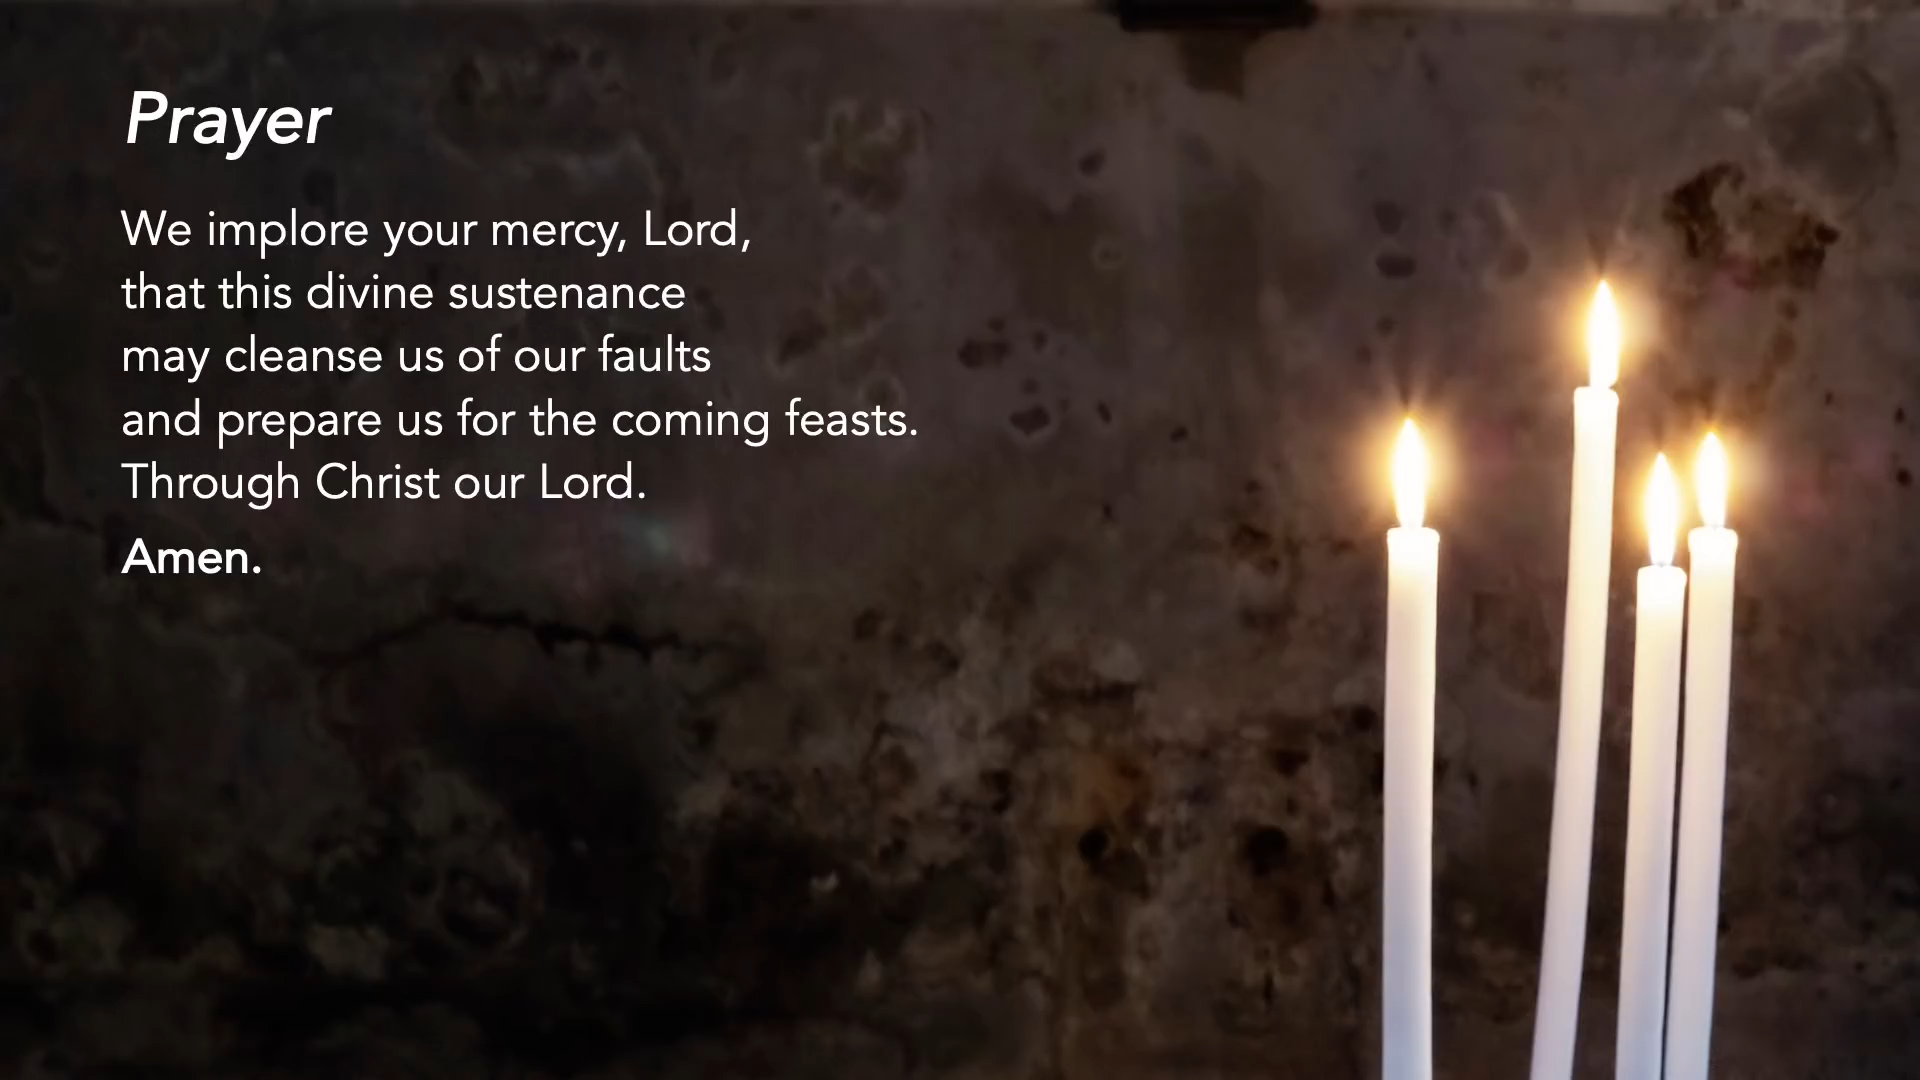 Prayer
We implore your mercy, Lord,
that this divine sustenance
may cleanse us of our faults
and prepare us for the coming feasts.
Through Christ our Lord.
Amen.